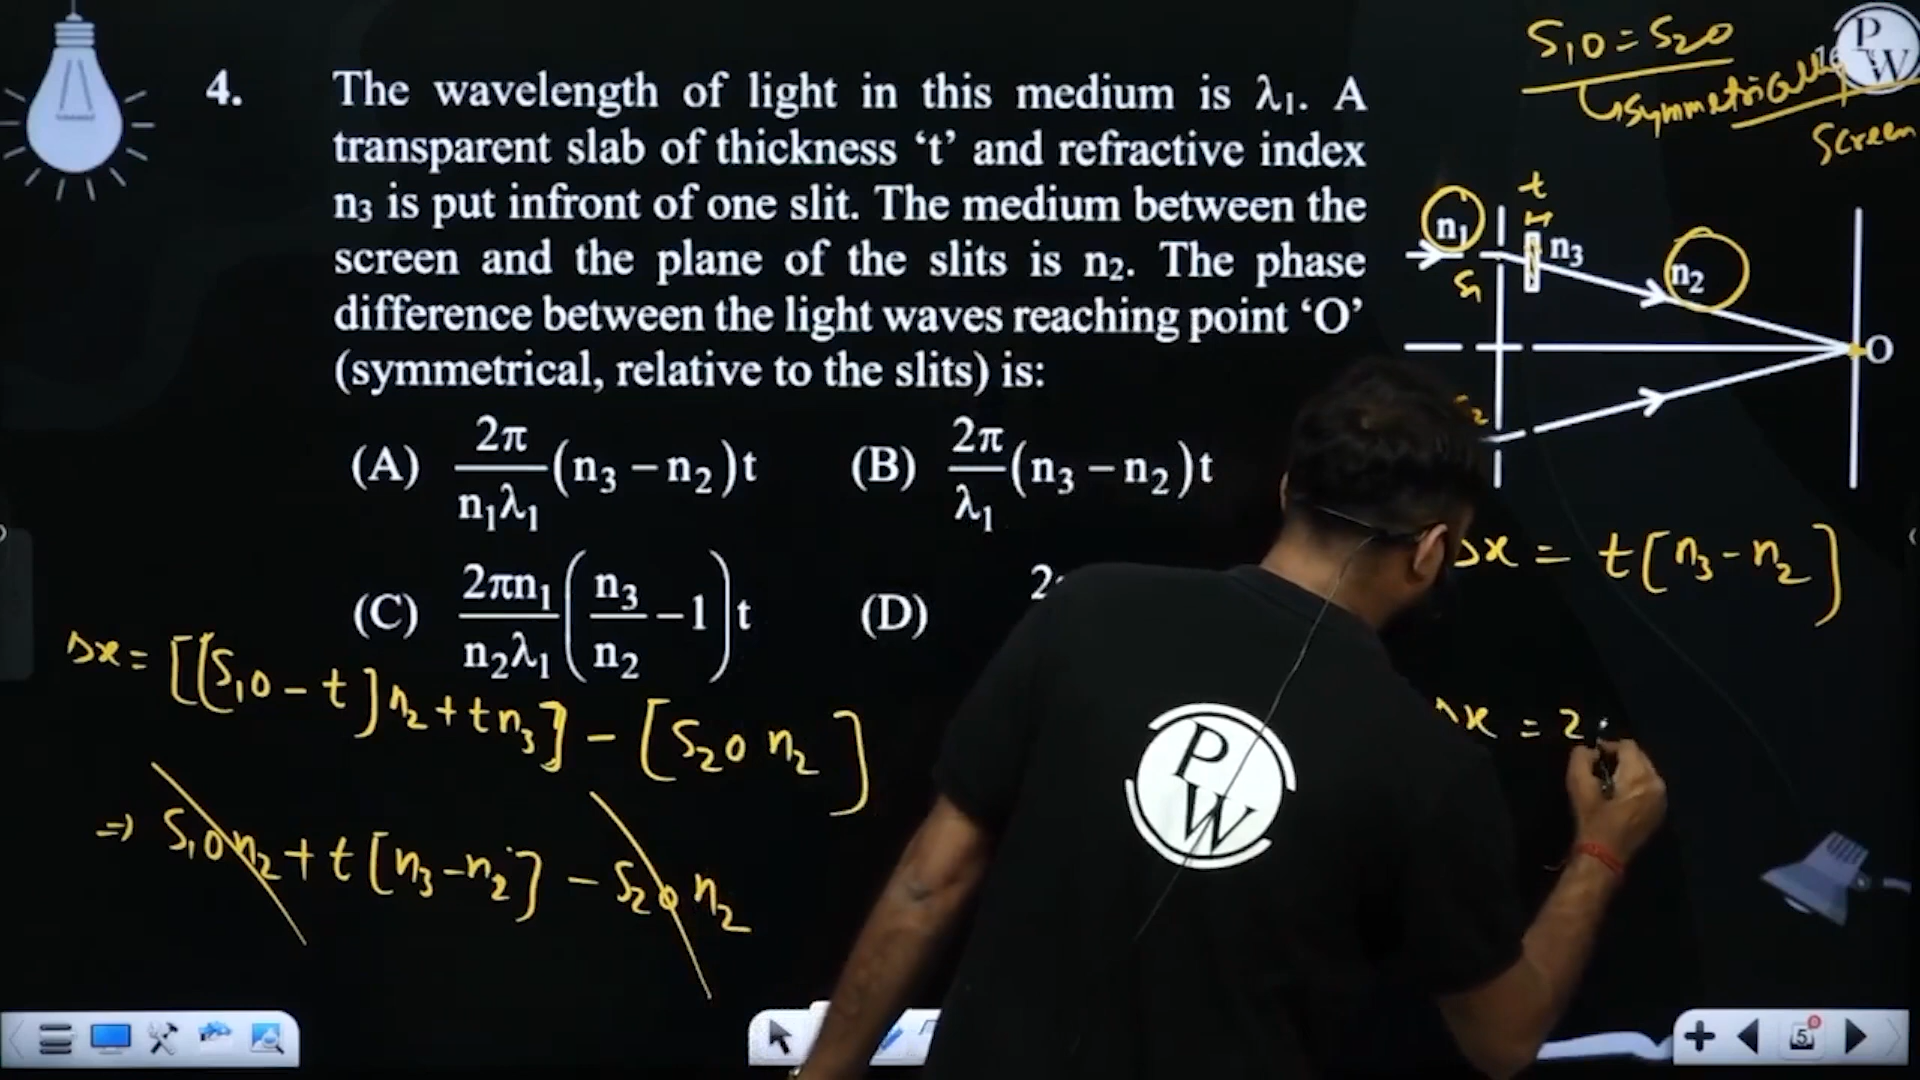 S₁O = S₂O
↳ symmetrically
Screen
P
W
4. The wavelength of light in this medium is λ₁. A
transparent slab of thickness ‘t’ and refractive index
n₃ is put infront of one slit. The medium between the
screen and the plane of the slits is n₂. The phase
difference between the light waves reaching point ‘O’
(symmetrical, relative to the slits) is:
(A) 2π/n₁λ₁ (n₃ − n₂)t (B) 2π/λ₁ (n₃ − n₂)t
(C) 2πn₁/n₂λ₁ (n₃/n₂ − 1)t (D) 2
t
n₁ n₃ n₂
S₁
O
Δx = t[n₃ − n₂]
Δx = [(S₁O − t]n₂ + tn₃] − [S₂O n₂]
⇒ S₁On₂ + t[n₃ − n₂] − S₂O n₂
x = 2
P
W
5